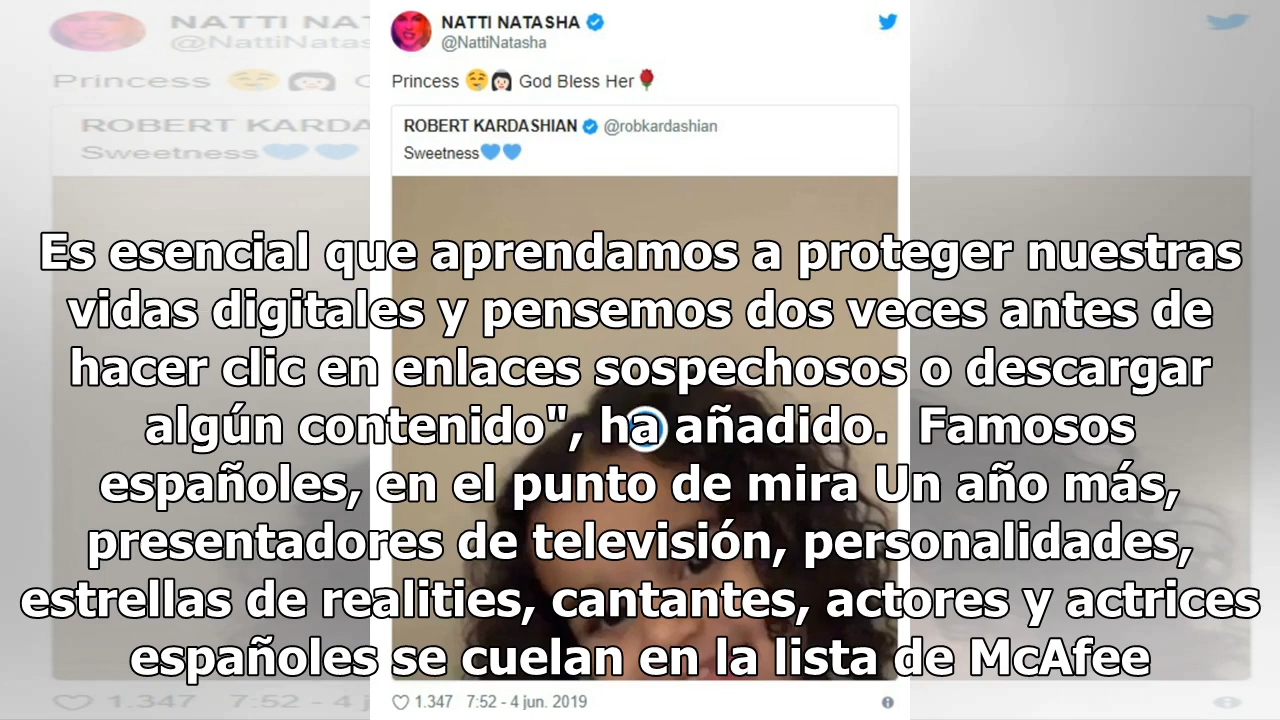 NATTI NATASHA
@NattiNatasha
Princess 🤤👰🏻 God Bless Her🌹
ROBERT KARDASHIAN @robkardashian
Sweetness💙💙
Es esencial que aprendamos a proteger nuestras
vidas digitales y pensemos dos veces antes de
hacer clic en enlaces sospechosos o descargar
algún contenido", ha añadido.  Famosos
españoles, en el punto de mira Un año más,
presentadores de televisión, personalidades,
estrellas de realities, cantantes, actores y actrices
españoles se cuelan en la lista de McAfee
1.347 7:52 - 4 jun. 2019